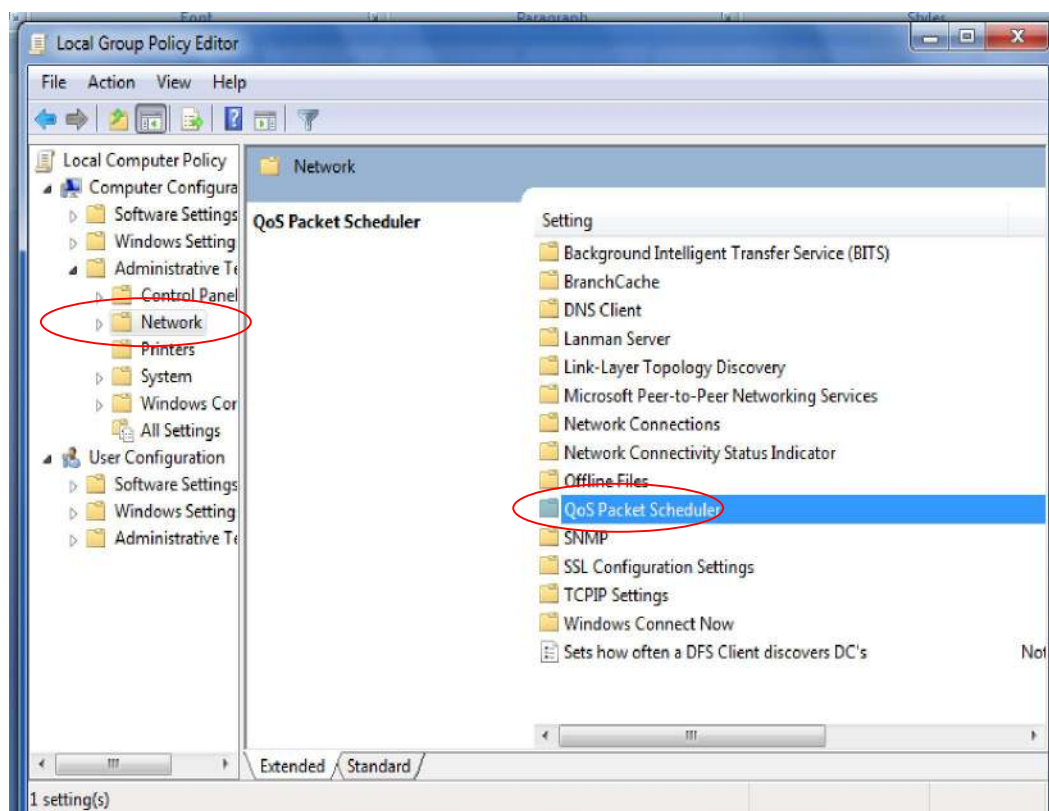 Font Paragraph Styles
Local Group Policy Editor
File Action View Help
Local Computer Policy
Computer Configura
Software Settings
Windows Setting
Administrative Te
Control Panel
Network
Printers
System
Windows Cor
All Settings
User Configuration
Software Settings
Windows Setting
Administrative Te
Network
QoS Packet Scheduler
Setting
Background Intelligent Transfer Service (BITS)
BranchCache
DNS Client
Lanman Server
Link-Layer Topology Discovery
Microsoft Peer-to-Peer Networking Services
Network Connections
Network Connectivity Status Indicator
Offline Files
QoS Packet Scheduler
SNMP
SSL Configuration Settings
TCPIP Settings
Windows Connect Now
Sets how often a DFS Client discovers DC's Not
Extended Standard
1 setting(s)